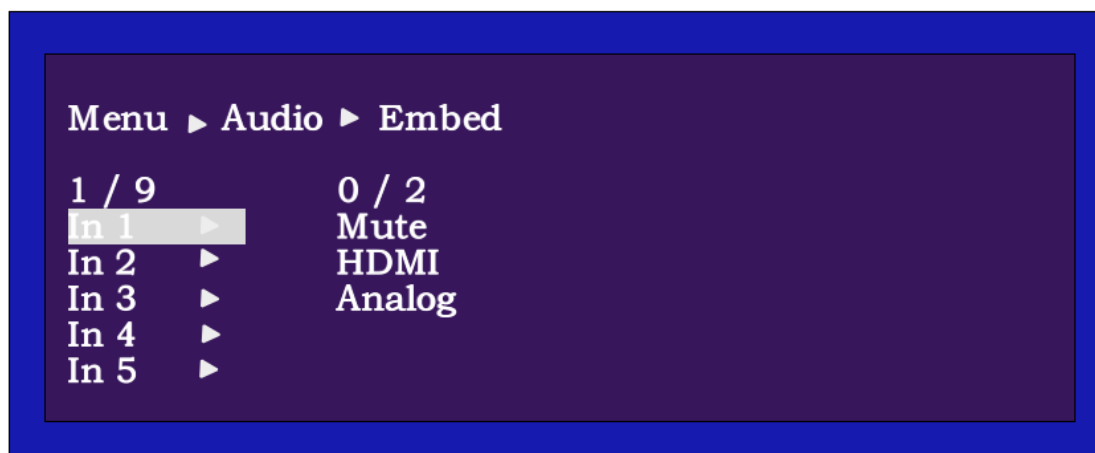 Menu ▸ Audio ▸ Embed
1 / 9 0 / 2
In 1 ▸ Mute
In 2 ▸ HDMI
In 3 ▸ Analog
In 4 ▸
In 5 ▸